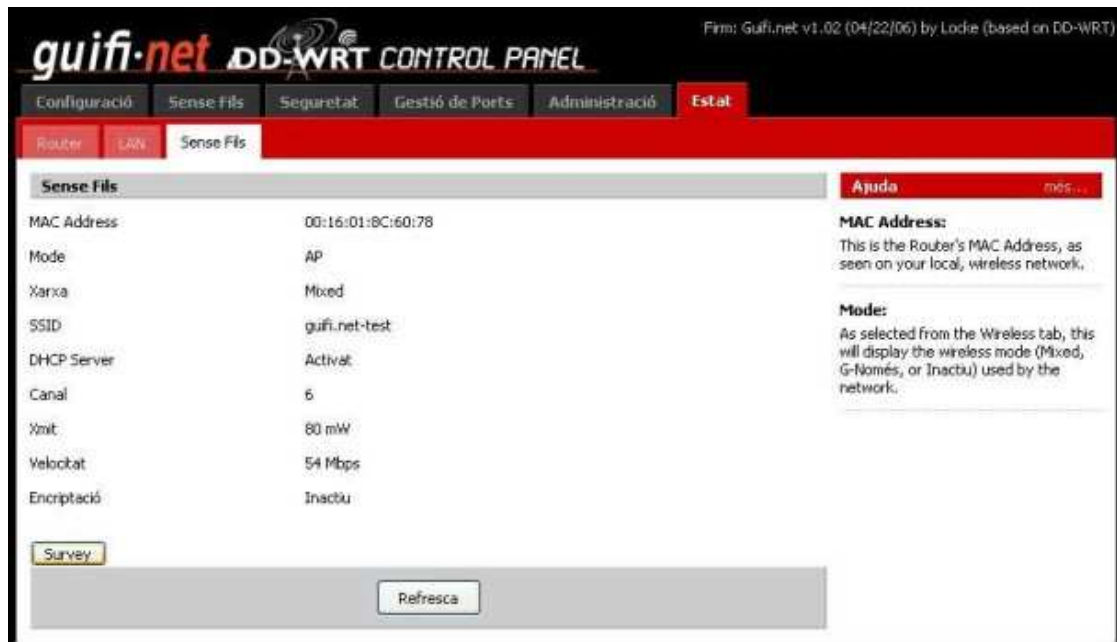 Firm: Guifi.net v1.02 (04/22/06) by Locke (based on DD-WRT)
guifi·net DD-WRT CONTROL PANEL
Configuració Sense Fils Seguretat Gestió de Ports Administració Estat
Router LAN Sense Fils
Sense Fils
MAC Address 00:16:01:8C:60:78
Mode AP
Xarxa Mixed
SSID guifi.net-test
DHCP Server Activat
Canal 6
Xmit 80 mW
Velocitat 54 Mbps
Encriptació Inactiu
Survey
Refresca
Ajuda més...
MAC Address:
This is the Router's MAC Address, as
seen on your local, wireless network.
Mode:
As selected from the Wireless tab, this
will display the wireless mode (Mixed,
G-Només, or Inactiu) used by the
network.